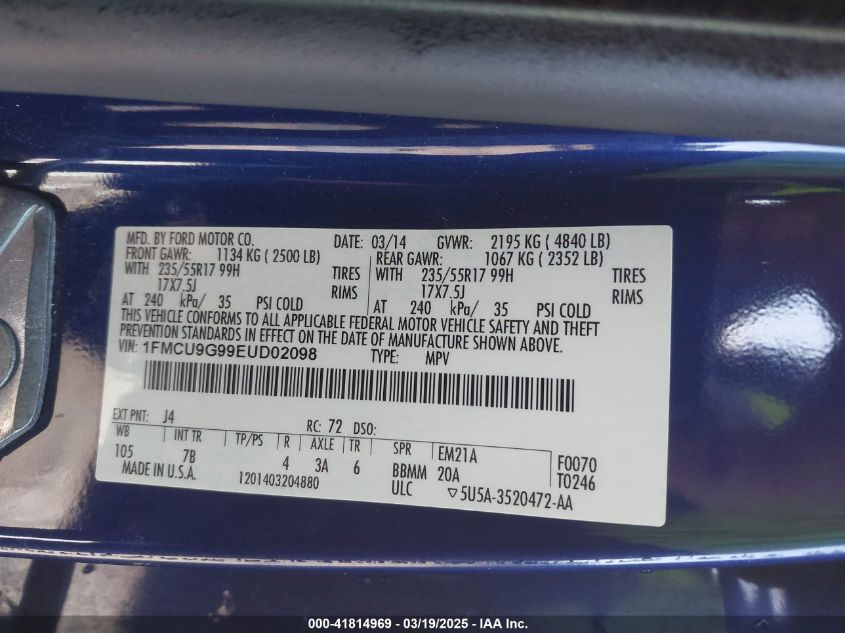 MFD. BY FORD MOTOR CO. DATE: 03/14 GVWR: 2195 KG ( 4840 LB)
FRONT GAWR: 1134 KG ( 2500 LB) REAR GAWR: 1067 KG ( 2352 LB)
WITH 235/55R17 99H TIRES WITH 235/55R17 99H TIRES
17X7.5J RIMS 17X7.5J RIMS
AT 240 kPa/ 35 PSI COLD AT 240 kPa/ 35 PSI COLD
THIS VEHICLE CONFORMS TO ALL APPLICABLE FEDERAL MOTOR VEHICLE SAFETY AND THEFT
PREVENTION STANDARDS IN EFFECT ON THE DATE OF MANUFACTURE SHOWN ABOVE.
VIN: 1FMCU9G99EUD02098 TYPE: MPV
EXT PNT: J4 RC: 72 DSO:
WB INT TR TP/PS R AXLE TR SPR EM21A F0070
105 7B 4 3A 6 BBMM 20A T0246
MADE IN U.S.A. 1201403204880 ULC ▽5U5A-3520472-AA
000-41814969 - 03/19/2025 - IAA Inc.